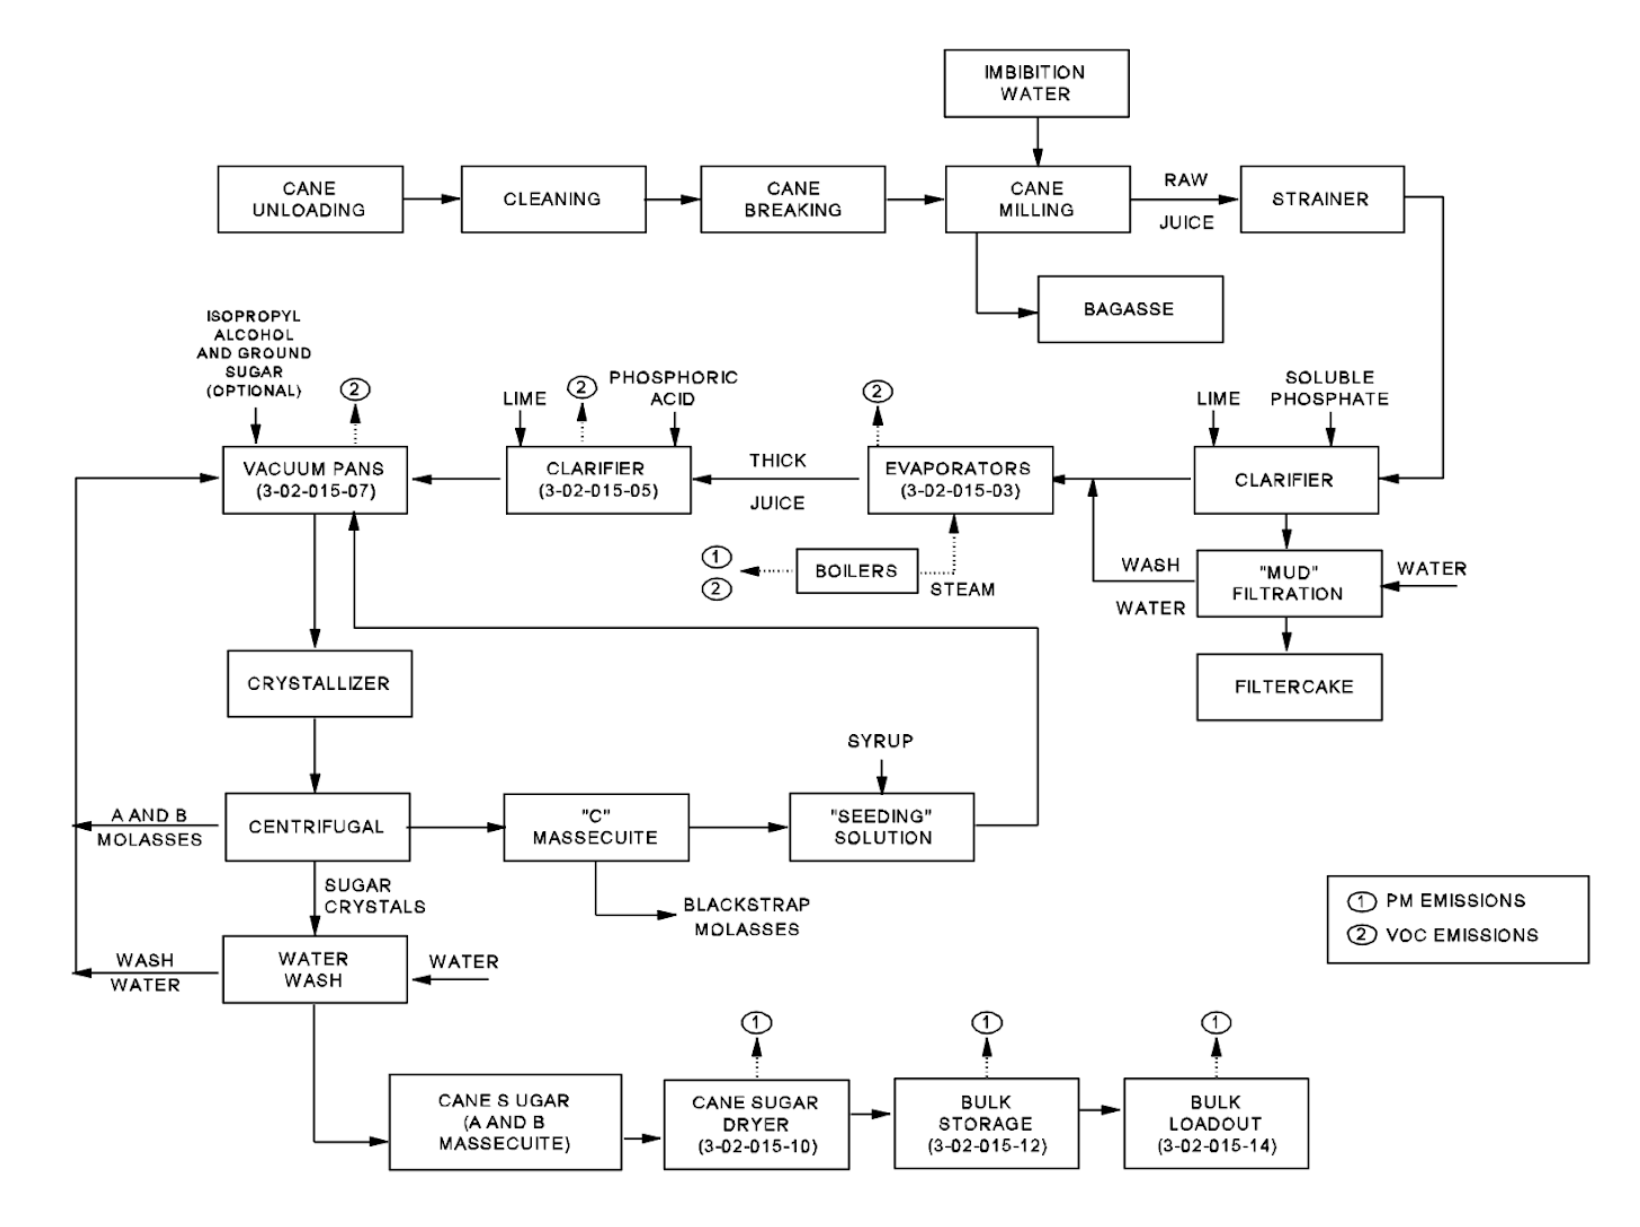 IMBIBITION
WATER
CANE
UNLOADING
CLEANING
CANE
BREAKING
CANE
MILLING
RAW
JUICE
STRAINER
BAGASSE
ISOPROPYL
ALCOHOL
AND GROUND
SUGAR
(OPTIONAL)
2
LIME
2
PHOSPHORIC
ACID
2
LIME
SOLUBLE
PHOSPHATE
VACUUM PANS
(3-02-015-07)
CLARIFIER
(3-02-015-05)
THICK
JUICE
EVAPORATORS
(3-02-015-03)
CLARIFIER
1
2
BOILERS
STEAM
WASH
WATER
"MUD"
FILTRATION
WATER
CRYSTALLIZER
FILTERCAKE
SYRUP
A AND B
MOLASSES
CENTRIFUGAL
"C"
MASSECUITE
"SEEDING"
SOLUTION
SUGAR
CRYSTALS
BLACKSTRAP
MOLASSES
1 PM EMISSIONS
2 VOC EMISSIONS
WASH
WATER
WATER
WASH
WATER
1
1
1
CANE S UGAR
(A AND B
MASSECUITE)
CANE SUGAR
DRYER
(3-02-015-10)
BULK
STORAGE
(3-02-015-12)
BULK
LOADOUT
(3-02-015-14)